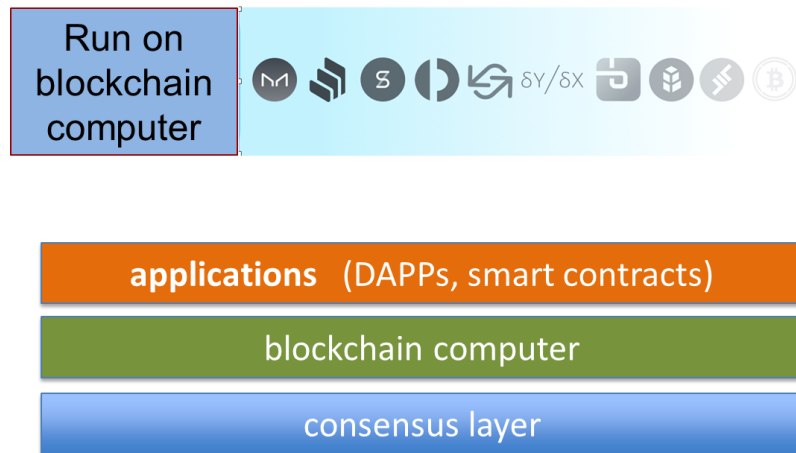 Run on
blockchain
computer
δY/δX
applications (DAPPs, smart contracts)
blockchain computer
consensus layer